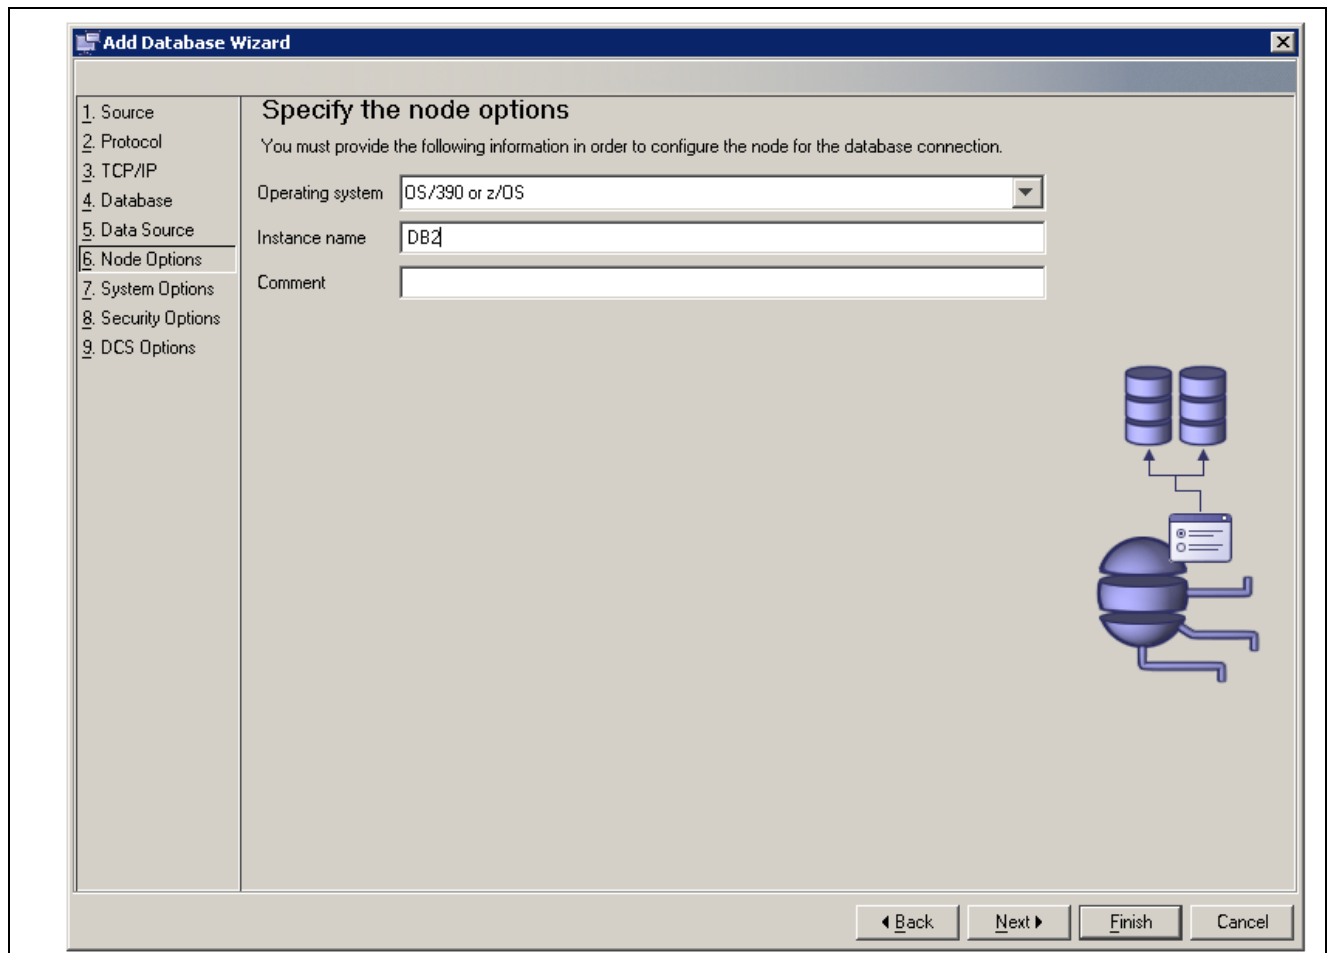 Add Database Wizard
1. Source
2. Protocol
3. TCP/IP
4. Database
5. Data Source
6. Node Options
7. System Options
8. Security Options
9. DCS Options
Specify the node options
You must provide the following information in order to configure the node for the database connection.
Operating system OS/390 or z/OS
Instance name DB2
Comment
Back Next Finish Cancel